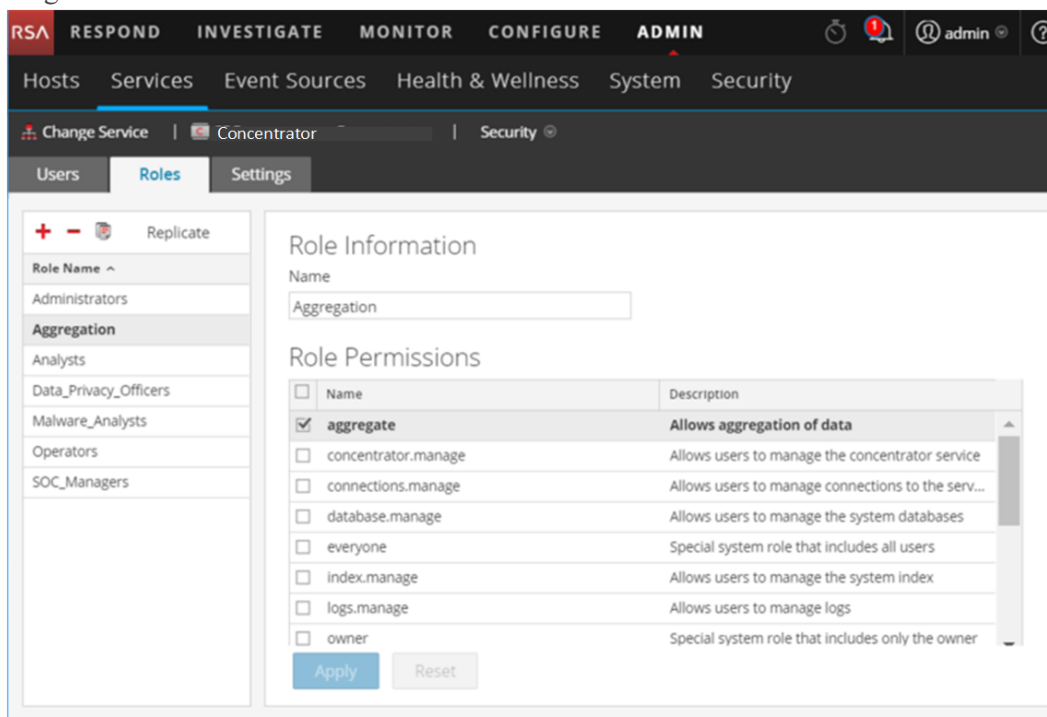 RSA RESPOND INVESTIGATE MONITOR CONFIGURE ADMIN 1 admin
Hosts Services Event Sources Health & Wellness System Security
Change Service | C Concentrator | Security
Users Roles Settings
Replicate
Role Name
Administrators
Aggregation
Analysts
Data_Privacy_Officers
Malware_Analysts
Operators
SOC_Managers
Role Information
Name
Aggregation
Role Permissions
Name Description
aggregate Allows aggregation of data
concentrator.manage Allows users to manage the concentrator service
connections.manage Allows users to manage connections to the serv...
database.manage Allows users to manage the system databases
everyone Special system role that includes all users
index.manage Allows users to manage the system index
logs.manage Allows users to manage logs
owner Special system role that includes only the owner
Apply Reset